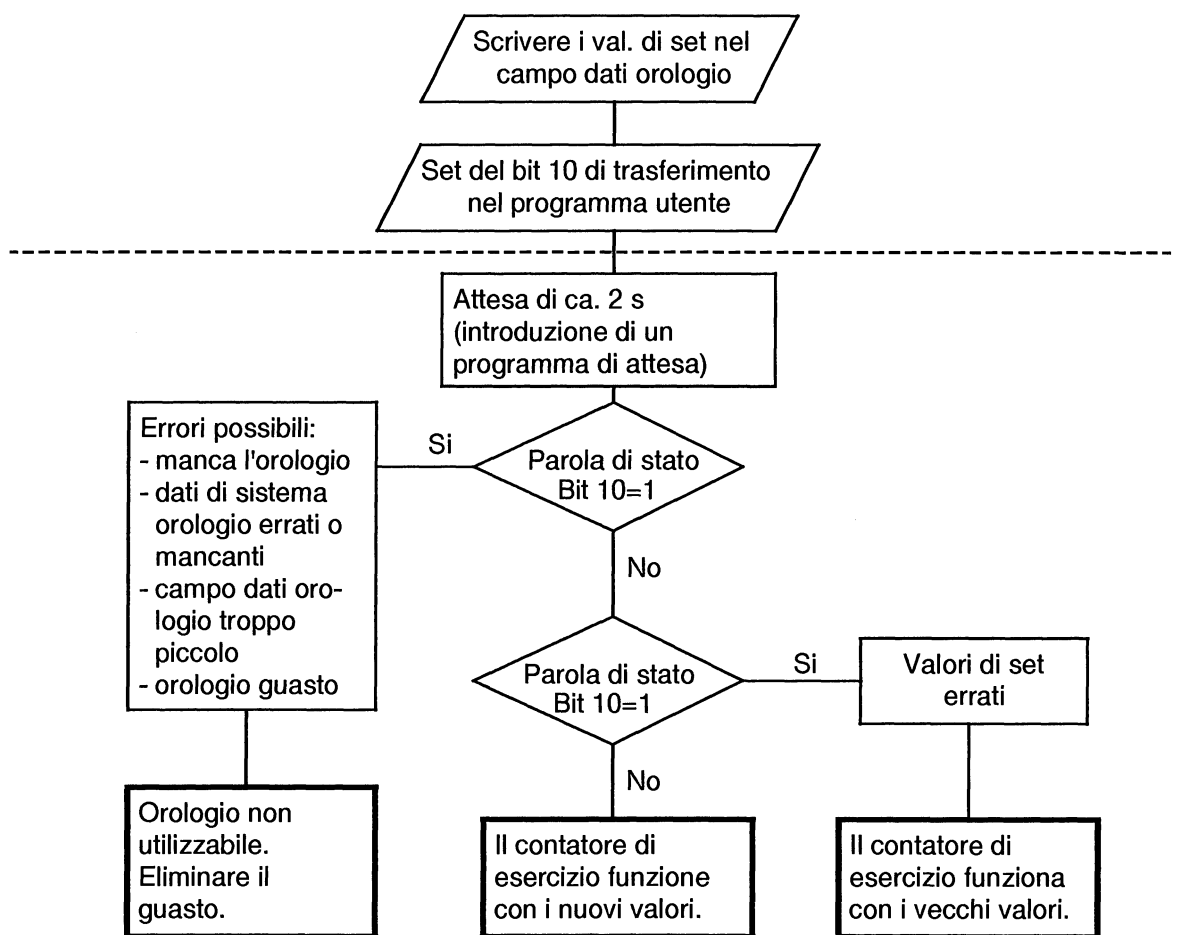 Scrivere i val. di set nel
campo dati orologio
Set del bit 10 di trasferimento
nel programma utente
Attesa di ca. 2 s
(introduzione di un
programma di attesa)
Errori possibili:
- manca l'orologio
- dati di sistema
orologio errati o
mancanti
- campo dati oro-
logio troppo
piccolo
- orologio guasto
Si
Parola di stato
Bit 10=1
No
Parola di stato
Bit 10=1
Si
Valori di set
errati
No
Orologio non
utilizzabile.
Eliminare il
guasto.
Il contatore di
esercizio funzione
con i nuovi valori.
Il contatore di
esercizio funziona
con i vecchi valori.